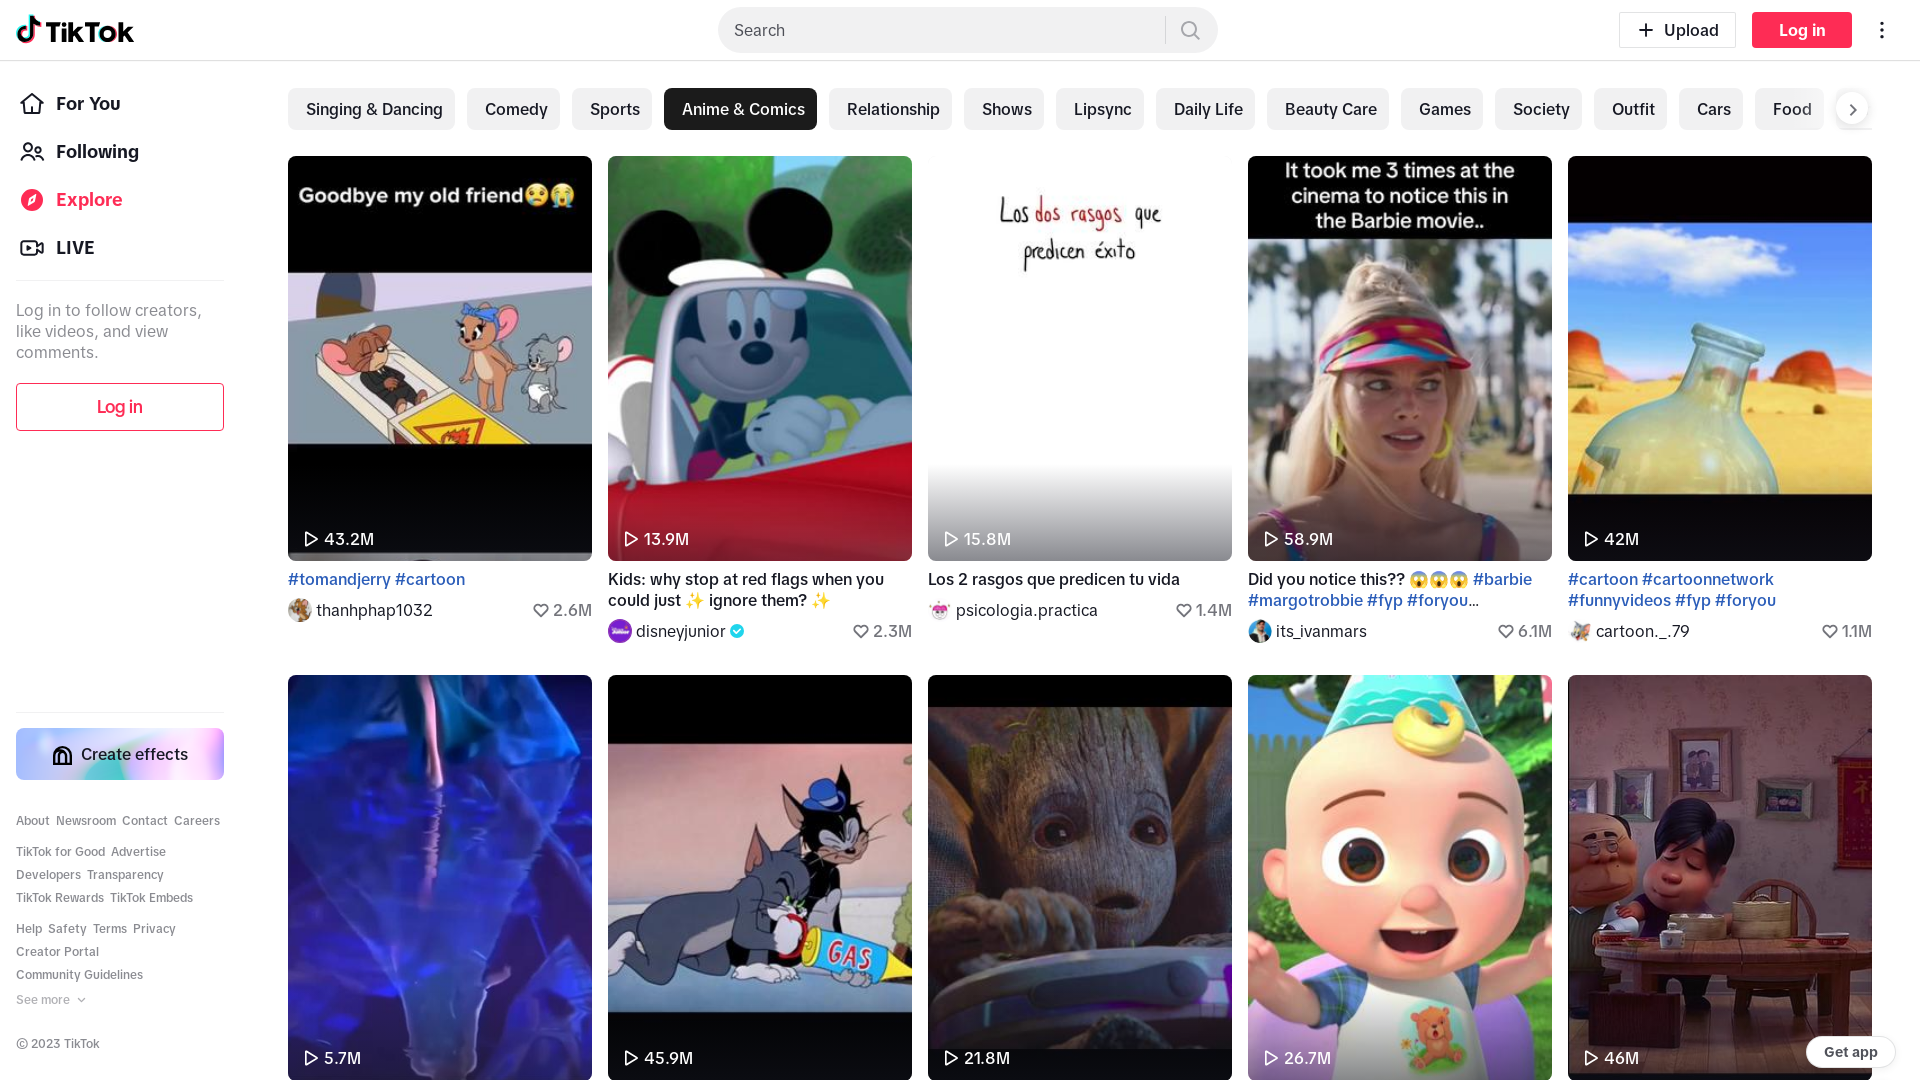 TikTok
Search
Upload
Log in
For You
Following
Explore
LIVE
Log in to follow creators,
like videos, and view
comments.
Log in
Create effects
About Newsroom Contact Careers
TikTok for Good Advertise
Developers Transparency
TikTok Rewards TikTok Embeds
Help Safety Terms Privacy
Creator Portal
Community Guidelines
See more
© 2023 TikTok
Singing & Dancing Comedy Sports Anime & Comics Relationship Shows Lipsync Daily Life Beauty Care Games Society Outfit Cars Food
Goodbye my old friend😢😭
43.2M
#tomandjerry #cartoon
thanhphap1032 2.6M
13.9M
Kids: why stop at red flags when you
could just ✨ ignore them? ✨
disneyjunior 2.3M
Los dos rasgos que
predicen éxito
15.8M
Los 2 rasgos que predicen tu vida
psicologia.practica 1.4M
It took me 3 times at the
cinema to notice this in
the Barbie movie..
58.9M
Did you notice this?? 😱😱😱 #barbie
#margotrobbie #fyp #foryou…
its_ivanmars 6.1M
42M
#cartoon #cartoonnetwork
#funnyvideos #fyp #foryou
cartoon._.79 1.1M
5.7M
GAS
45.9M
21.8M
26.7M
46M
Get app